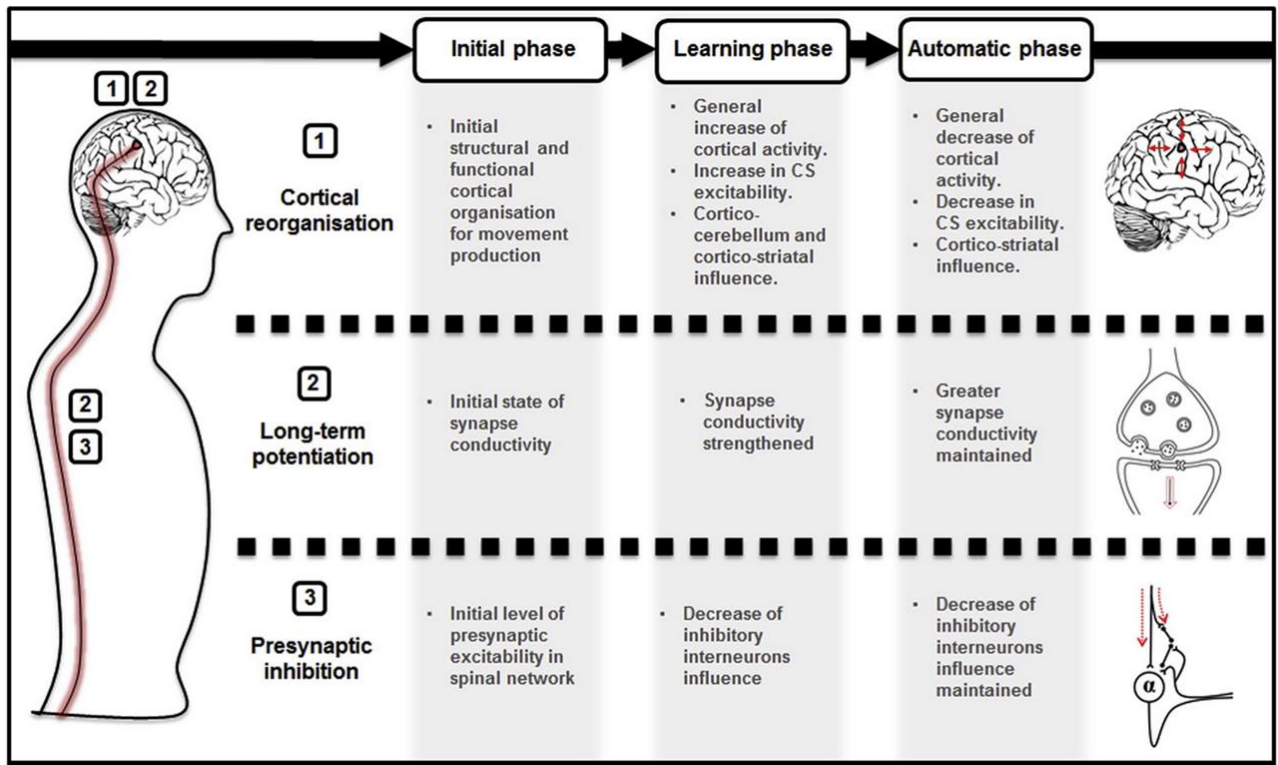 Initial phase
Learning phase
Automatic phase
1 2
2
3
1
Cortical
reorganisation
• Initial
structural and
functional
cortical
organisation
for movement
production
• General
increase of
cortical activity.
• Increase in CS
excitability.
• Cortico-
cerebellum and
cortico-striatal
influence.
• General
decrease of
cortical
activity.
• Decrease in
CS excitability.
• Cortico-striatal
influence.
2
Long-term
potentiation
• Initial state of
synapse
conductivity
• Synapse
conductivity
strengthened
• Greater
synapse
conductivity
maintained
3
Presynaptic
inhibition
• Initial level of
presynaptic
excitability in
spinal network
• Decrease of
inhibitory
interneurons
influence
• Decrease of
inhibitory
interneurons
influence
maintained
α